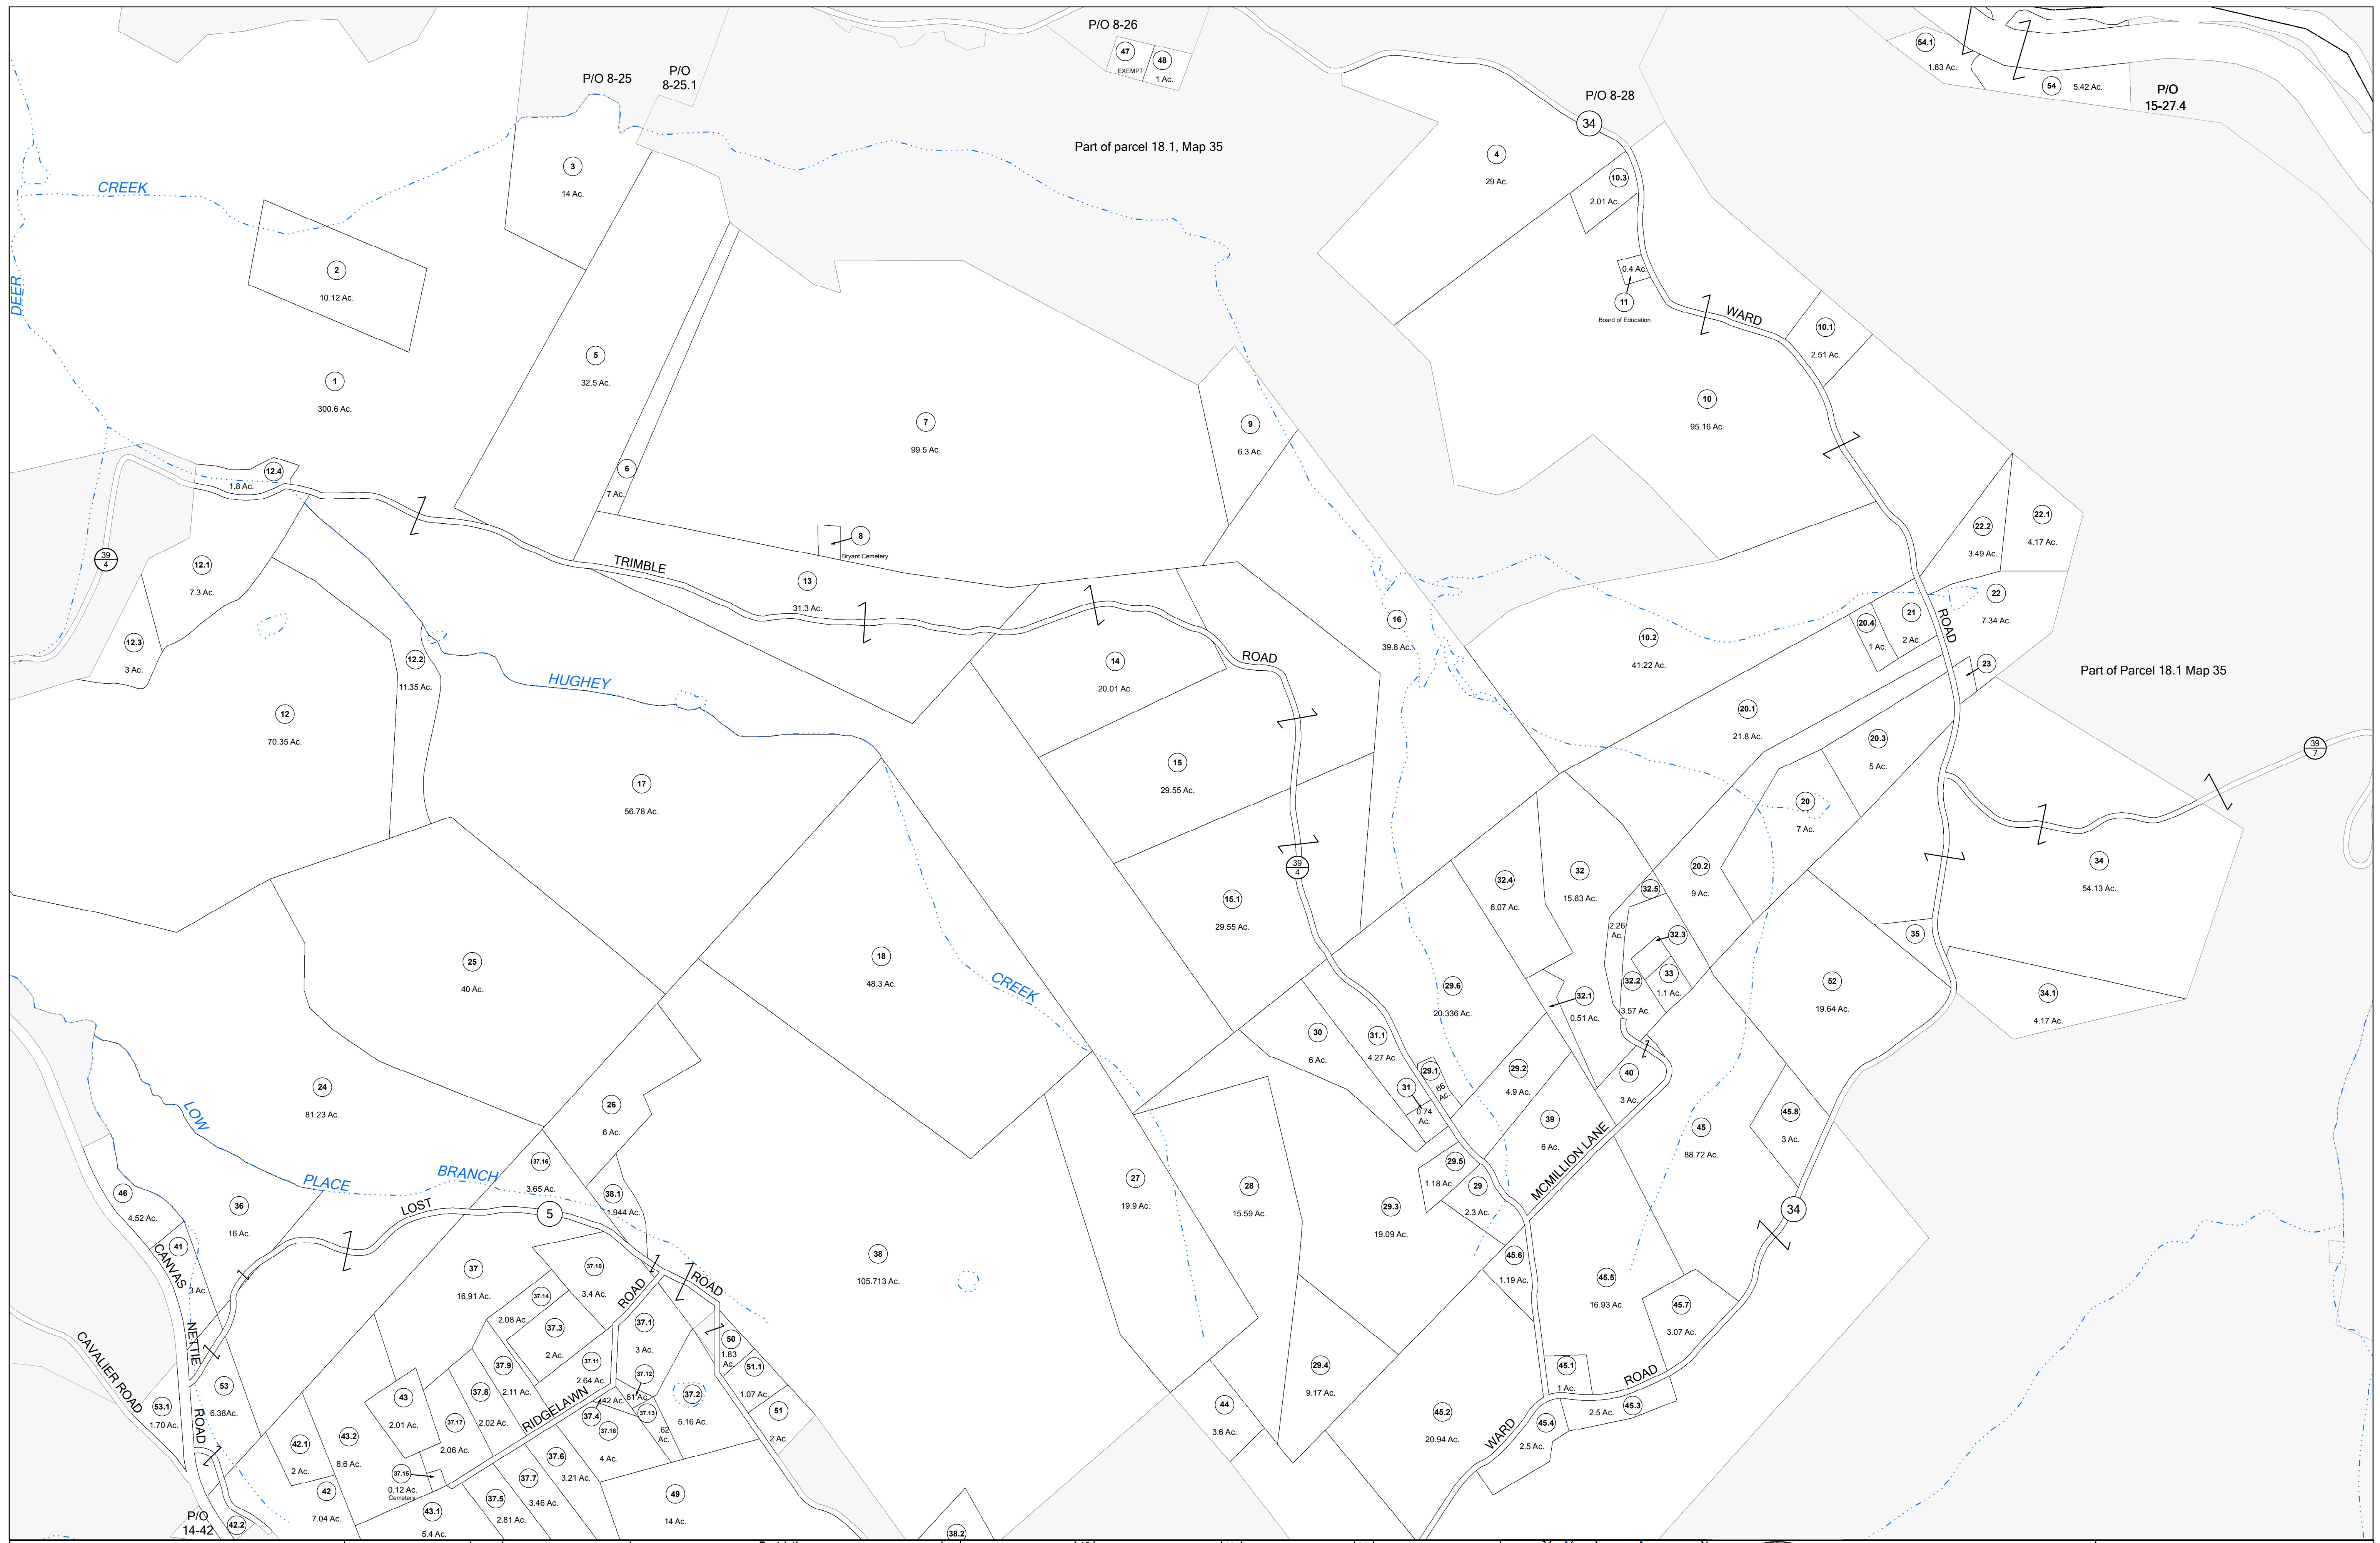 P/O 8-26
47
EXEMPT
48
1 Ac.
54.1
1.63 Ac.
54
5.42 Ac.
P/O
15-27.4
P/O 8-25
P/O
8-25.1
P/O 8-28
34
Part of parcel 18.1, Map 35
3
14 Ac.
4
29 Ac.
10.3
2.01 Ac.
CREEK
DEER
2
10.12 Ac.
0.4 Ac.
11
Board of Education
WARD
10.1
2.51 Ac.
1
300.6 Ac.
5
32.5 Ac.
7
99.5 Ac.
9
6.3 Ac.
10
95.16 Ac.
12.4
1.8 Ac.
6
7 Ac.
8
Bryant Cemetery
22.2
3.49 Ac.
22.1
4.17 Ac.
39
4
12.1
7.3 Ac.
TRIMBLE
13
31.3 Ac.
16
39.8 Ac.
10.2
41.22 Ac.
20.4
1 Ac.
21
2 Ac.
ROAD
22
7.34 Ac.
12.3
3 Ac.
12.2
11.35 Ac.
HUGHEY
14
20.01 Ac.
ROAD
23
Part of Parcel 18.1 Map 35
12
70.35 Ac.
20.1
21.8 Ac.
20.3
5 Ac.
39
7
17
56.78 Ac.
15
29.55 Ac.
20
7 Ac.
39
4
32.4
6.07 Ac.
32
15.63 Ac.
32.5
2.26
Ac.
20.2
9 Ac.
34
54.13 Ac.
15.1
29.55 Ac.
32.3
35
25
40 Ac.
18
48.3 Ac.
CREEK
29.6
20.336 Ac.
32.1
0.51 Ac.
32.2
3.57 Ac.
33
1.1 Ac.
52
19.64 Ac.
34.1
4.17 Ac.
30
6 Ac.
31.1
4.27 Ac.
31
0.74
Ac.
29.1
.66
Ac.
29.2
4.9 Ac.
40
3 Ac.
24
81.23 Ac.
LOW
26
6 Ac.
39
6 Ac.
MCMILLION LANE
45
88.72 Ac.
45.8
3 Ac.
PLACE
BRANCH
37.16
3.65 Ac.
38.1
1.944 Ac.
27
19.9 Ac.
28
15.59 Ac.
29.5
1.18 Ac.
29
2.3 Ac.
29.3
19.09 Ac.
46
4.52 Ac.
36
16 Ac.
LOST
5
34
41
3 Ac.
CANVAS
NETTIE
ROAD
37
16.91 Ac.
37.10
3.4 Ac.
ROAD
ROAD
38
105.713 Ac.
45.6
1.19 Ac.
45.5
16.93 Ac.
45.7
3.07 Ac.
37.14
2.08 Ac.
37.3
2 Ac.
37.1
3 Ac.
50
1.83
Ac.
CAVALIER ROAD
53
6.38Ac.
53.1
1.70 Ac.
43
2.01 Ac.
37.9
2.11 Ac.
37.11
2.64 Ac.
37.12
.61Ac.
37.8
2.02 Ac.
37.2
5.16 Ac.
51.1
1.07 Ac.
51
2 Ac.
29.4
9.17 Ac.
45.1
1 Ac.
ROAD
45.3
2.5 Ac.
44
3.6 Ac.
45.2
20.94 Ac.
45.4
2.5 Ac.
WARD
RIDGELAWN
.42 Ac.
37.4
37.13
.62
Ac.
37.18
4 Ac.
37.17
2.06 Ac.
42.1
2 Ac.
43.2
8.6 Ac.
37.15
0.12 Ac.
Cemetery
37.6
3.21 Ac.
37.7
3.46 Ac.
37.5
2.81 Ac.
42
7.04 Ac.
43.1
5.4 Ac.
49
14 Ac.
P/O
14-42
42.2
38.2